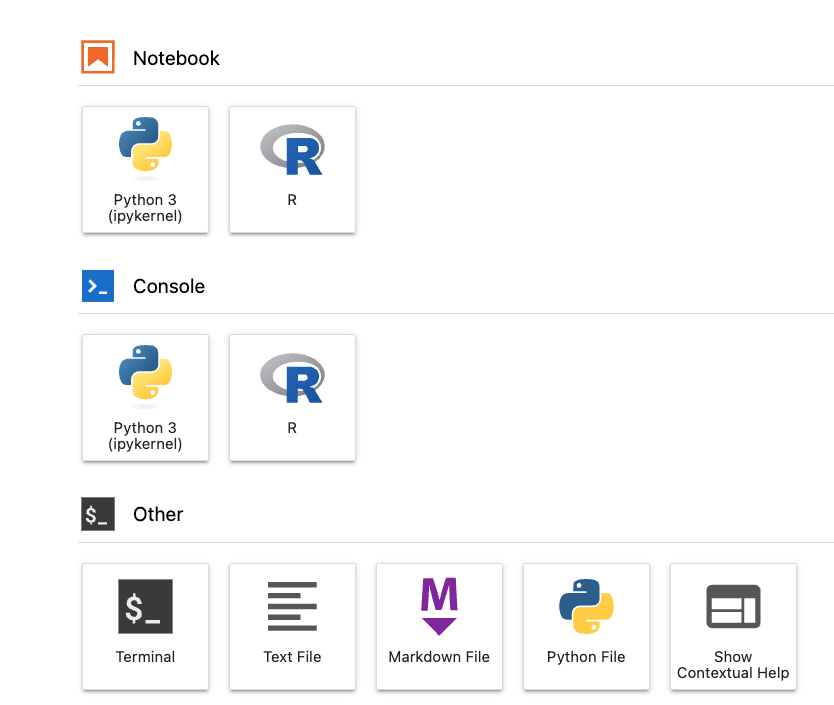 Notebook
Python 3
(ipykernel)
R
R
Console
Python 3
(ipykernel)
R
R
$_
Other
$_
Terminal
Text File
M
Markdown File
Python File
Show
Contextual Help